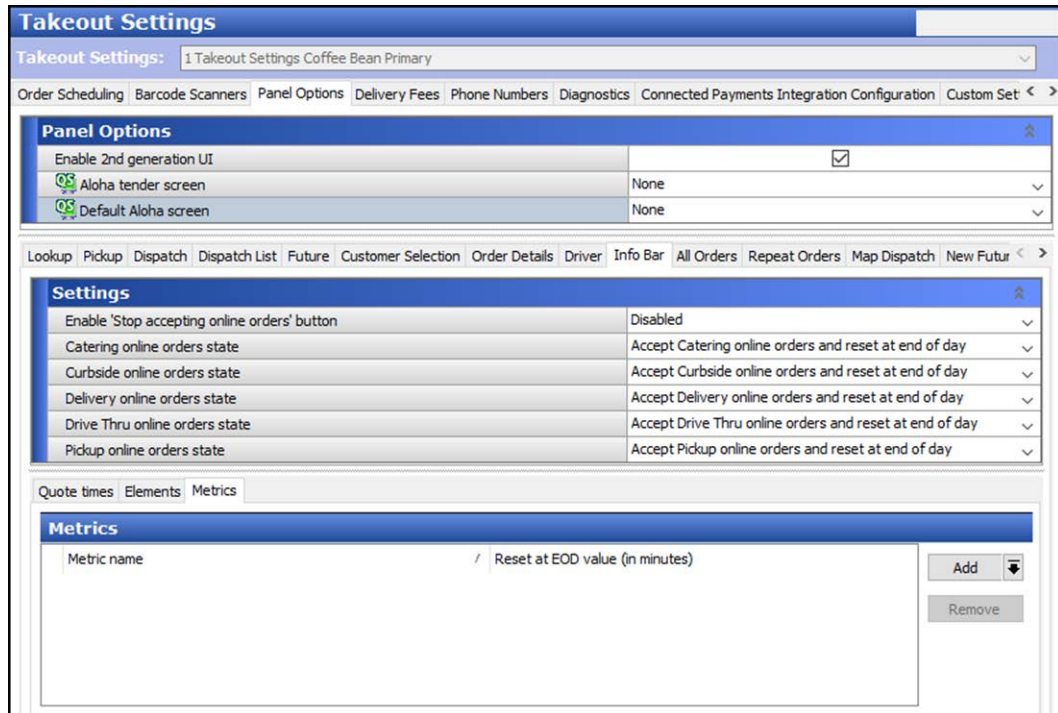 Takeout Settings
Takeout Settings: 1 Takeout Settings Coffee Bean Primary
Order Scheduling Barcode Scanners Panel Options Delivery Fees Phone Numbers Diagnostics Connected Payments Integration Configuration Custom Set
Panel Options
Enable 2nd generation UI
QS Aloha tender screen None
QS Default Aloha screen None
Lookup Pickup Dispatch Dispatch List Future Customer Selection Order Details Driver Info Bar All Orders Repeat Orders Map Dispatch New Futur
Settings
Enable 'Stop accepting online orders' button Disabled
Catering online orders state Accept Catering online orders and reset at end of day
Curbside online orders state Accept Curbside online orders and reset at end of day
Delivery online orders state Accept Delivery online orders and reset at end of day
Drive Thru online orders state Accept Drive Thru online orders and reset at end of day
Pickup online orders state Accept Pickup online orders and reset at end of day
Quote times Elements Metrics
Metrics
Metric name / Reset at EOD value (in minutes)
Add
Remove